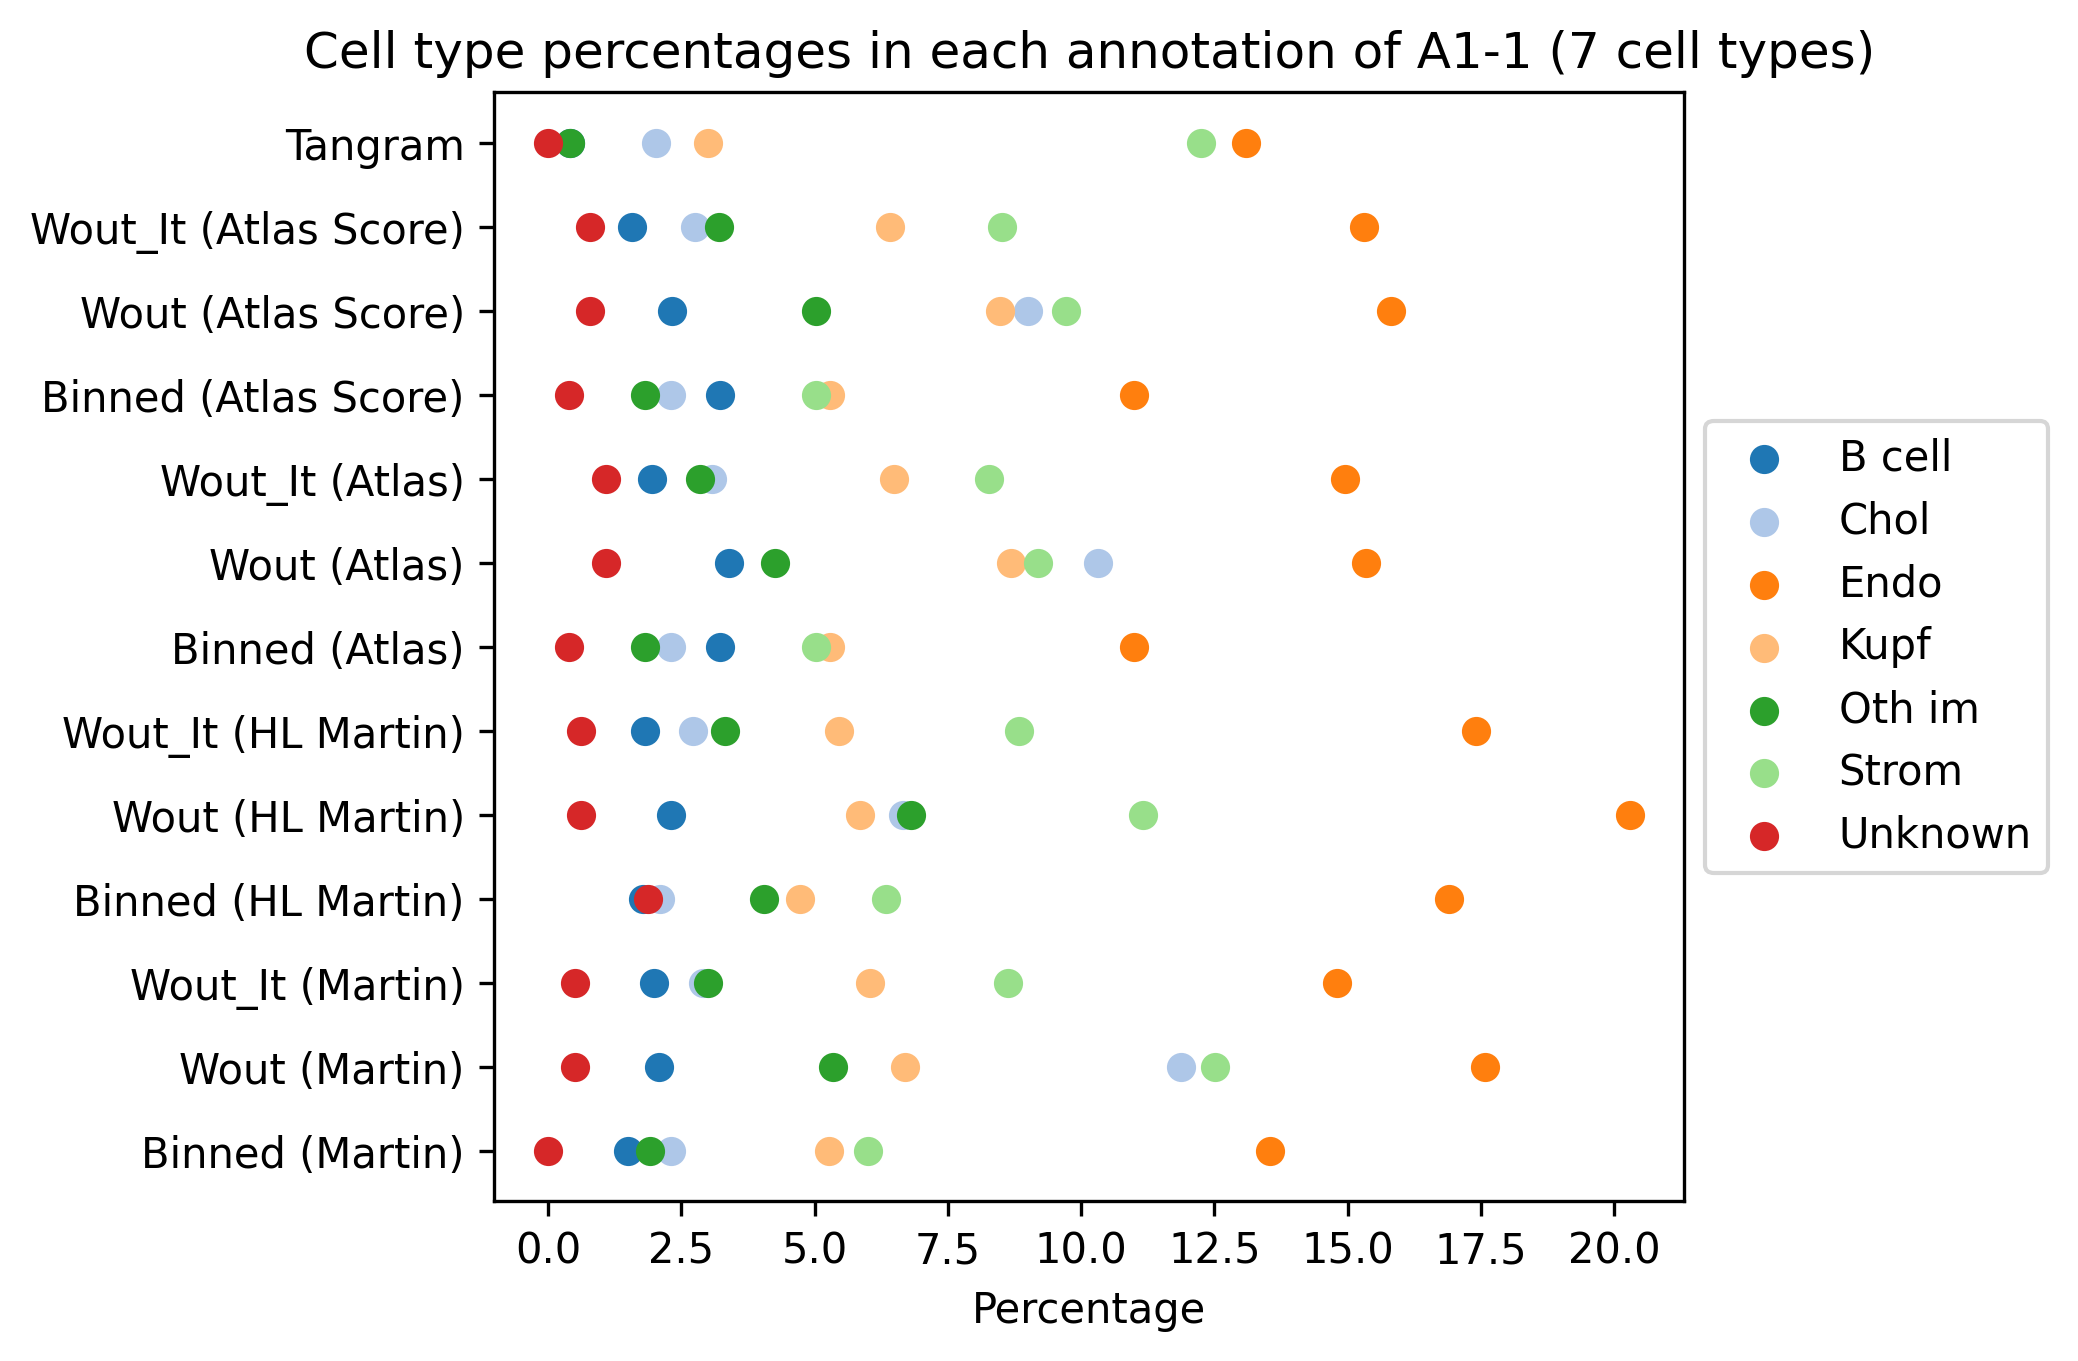 Cell type percentages in each annotation of A1-1 (7 cell types)
Tangram
Wout_It (Atlas Score)
Wout (Atlas Score)
Binned (Atlas Score)
Wout_It (Atlas)
Wout (Atlas)
Binned (Atlas)
Wout_It (HL Martin)
Wout (HL Martin)
Binned (HL Martin)
Wout_It (Martin)
Wout (Martin)
Binned (Martin)
0.0 2.5 5.0 7.5 10.0 12.5 15.0 17.5 20.0
Percentage
B cell
Chol
Endo
Kupf
Oth im
Strom
Unknown